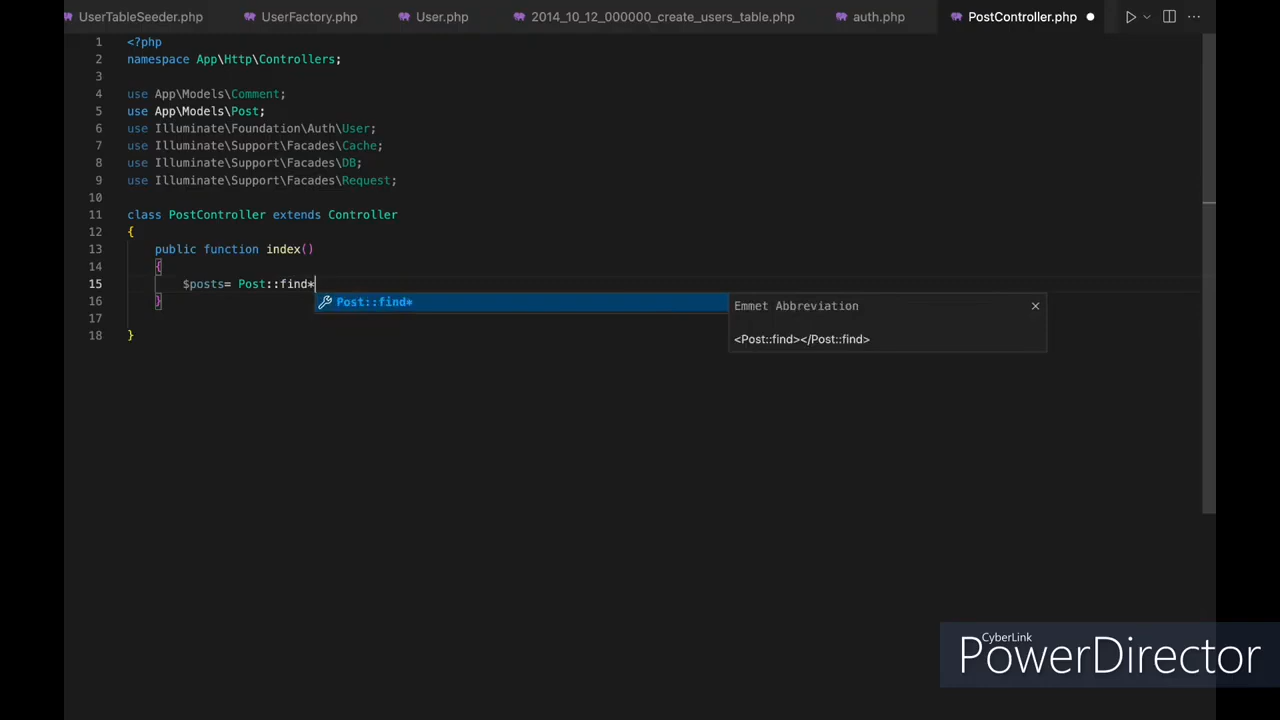 UserTableSeeder.php UserFactory.php User.php 2014_10_12_000000_create_users_table.php auth.php PostController.php
1 <?php
2 namespace App\Http\Controllers;
3
4 use App\Models\Comment;
5 use App\Models\Post;
6 use Illuminate\Foundation\Auth\User;
7 use Illuminate\Support\Facades\Cache;
8 use Illuminate\Support\Facades\DB;
9 use Illuminate\Support\Facades\Request;
10
11 class PostController extends Controller
12 {
13 public function index()
14 {
15 $posts= Post::find*
Post::find*
Emmet Abbreviation
<Post::find></Post::find>
16 }
17
18 }
CyberLink
PowerDirector